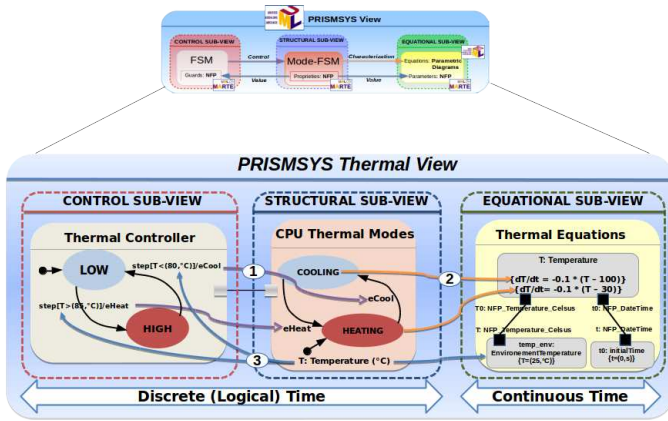 PRISMSYS View
CONTROL SUB-VIEW
STRUCTURAL SUB-VIEW
EQUATIONAL SUB-VIEW
FSM
Guards: NFP
Control
Value
Mode-FSM
Proprieties: NFP
Characterization
Value
Equations: Parametric
Diagrams
Parameters: NFP
MARTE
MARTE
MARTE
PRISMSYS Thermal View
CONTROL SUB-VIEW
STRUCTURAL SUB-VIEW
EQUATIONAL SUB-VIEW
Thermal Controller
LOW
step[T<(80,°C)]/eCool
step[T>(85,°C)]/eHeat
HIGH
1
2
3
CPU Thermal Modes
COOLING
eCool
eHeat
HEATING
T: Temperature (°C)
Thermal Equations
T: Temperature
{dT/dt = -0.1 * (T - 100)}
{dT/dt = -0.1 * (T - 30)}
T0: NFP_Temperature_Celsus
t0: NFP_DateTime
T: NFP_Temperature_Celsus
t: NFP_DateTime
temp_env:
EnvironementTemperature
{T=(25,°C)}
t0: InitialTime
{t=(0,s)}
Discrete (Logical) Time
Continuous Time